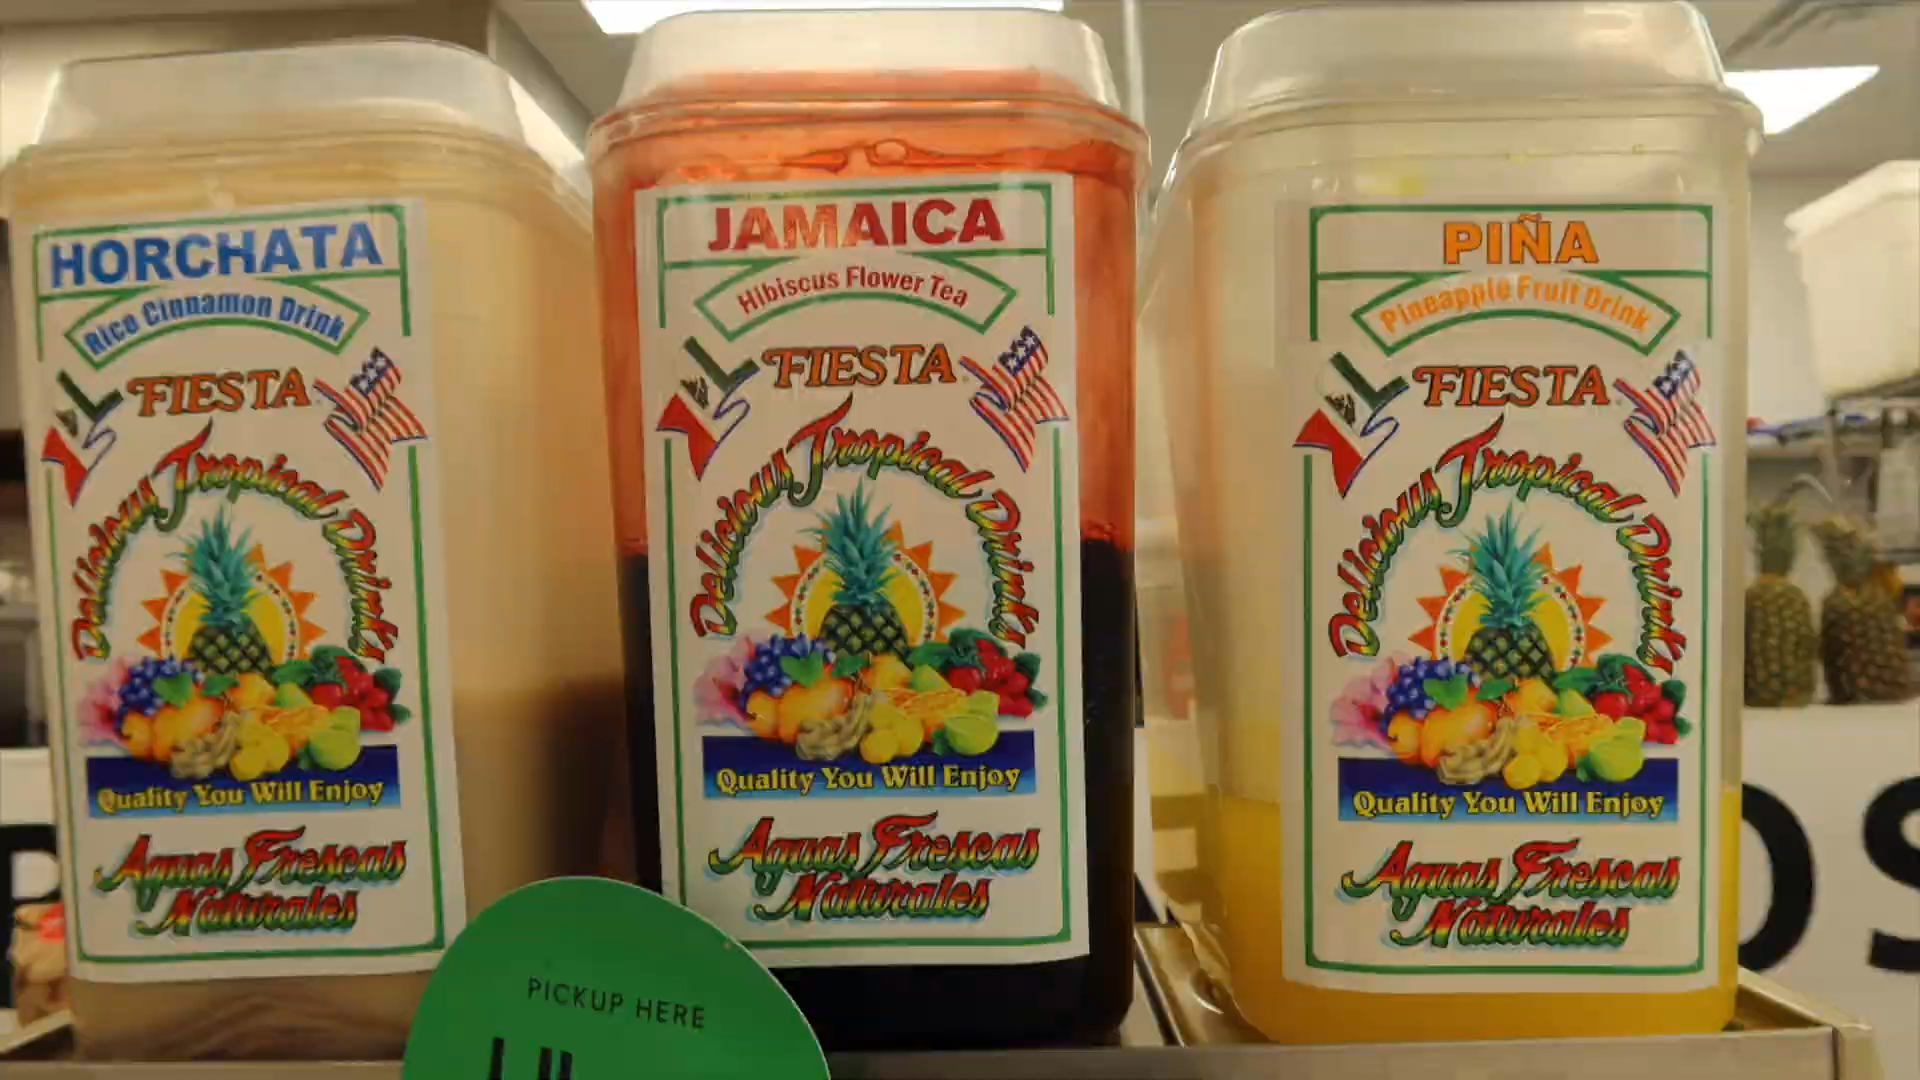 HORCHATA
Rice Cinnamon Drink
FIESTA
Delicious Tropical Drinks
Quality You Will Enjoy
Aguas Frescas
Naturales
JAMAICA
Hibiscus Flower Tea
FIESTA
Delicious Tropical Drinks
Quality You Will Enjoy
Aguas Frescas
Naturales
PIÑA
Pineapple Fruit Drink
FIESTA
Delicious Tropical Drinks
Quality You Will Enjoy
Aguas Frescas
Naturales
PICKUP HERE